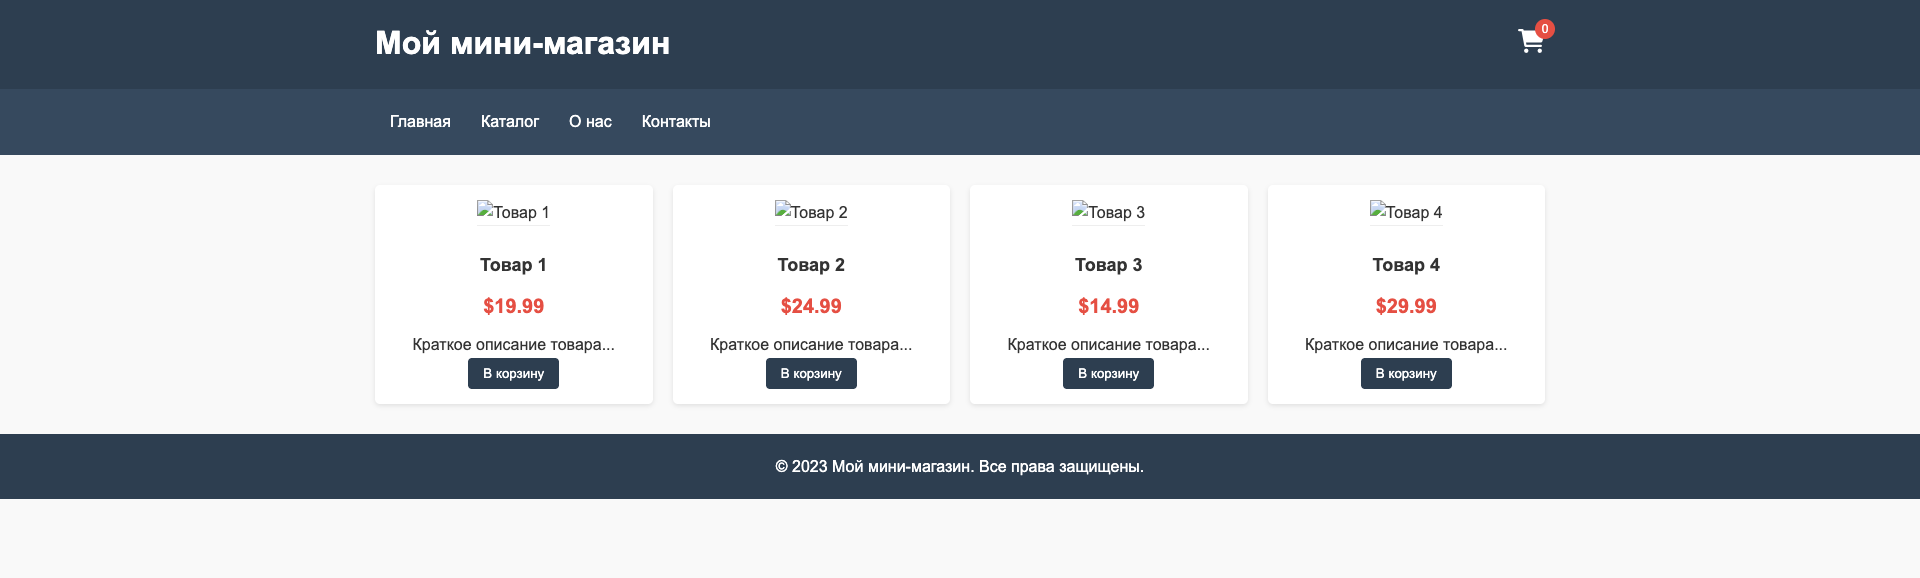 Мой мини-магазин
0
Главная Каталог О нас Контакты
Товар 1 Товар 2 Товар 3 Товар 4
Товар 1 Товар 2 Товар 3 Товар 4
$19.99 $24.99 $14.99 $29.99
Краткое описание товара... Краткое описание товара... Краткое описание товара... Краткое описание товара...
В корзину В корзину В корзину В корзину
© 2023 Мой мини-магазин. Все права защищены.